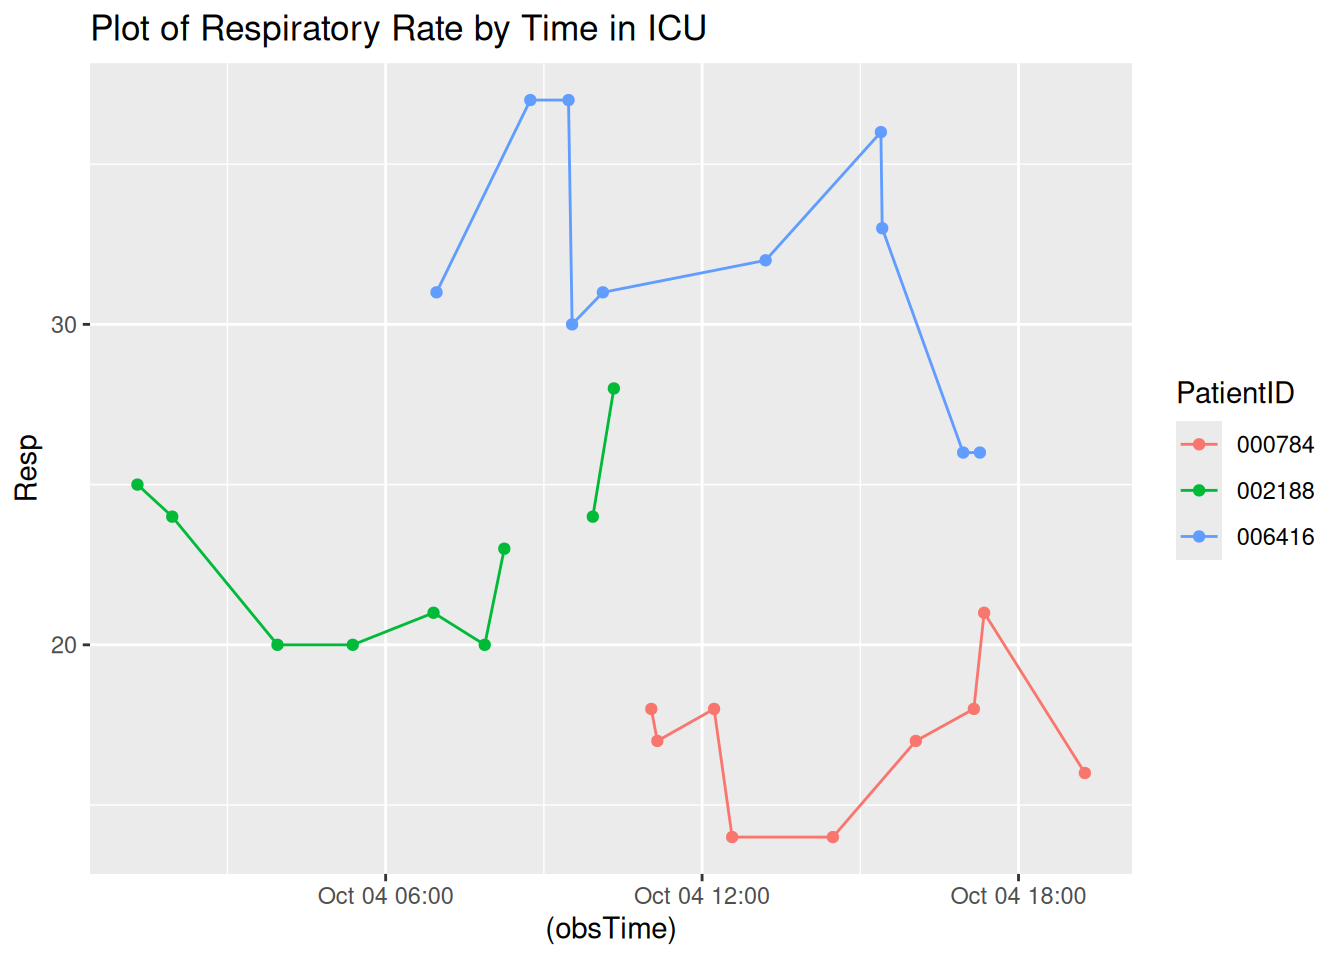 Plot of Respiratory Rate by Time in ICU
Resp
30
20
Oct 04 06:00
Oct 04 12:00
Oct 04 18:00
(obsTime)
PatientID
000784
002188
006416